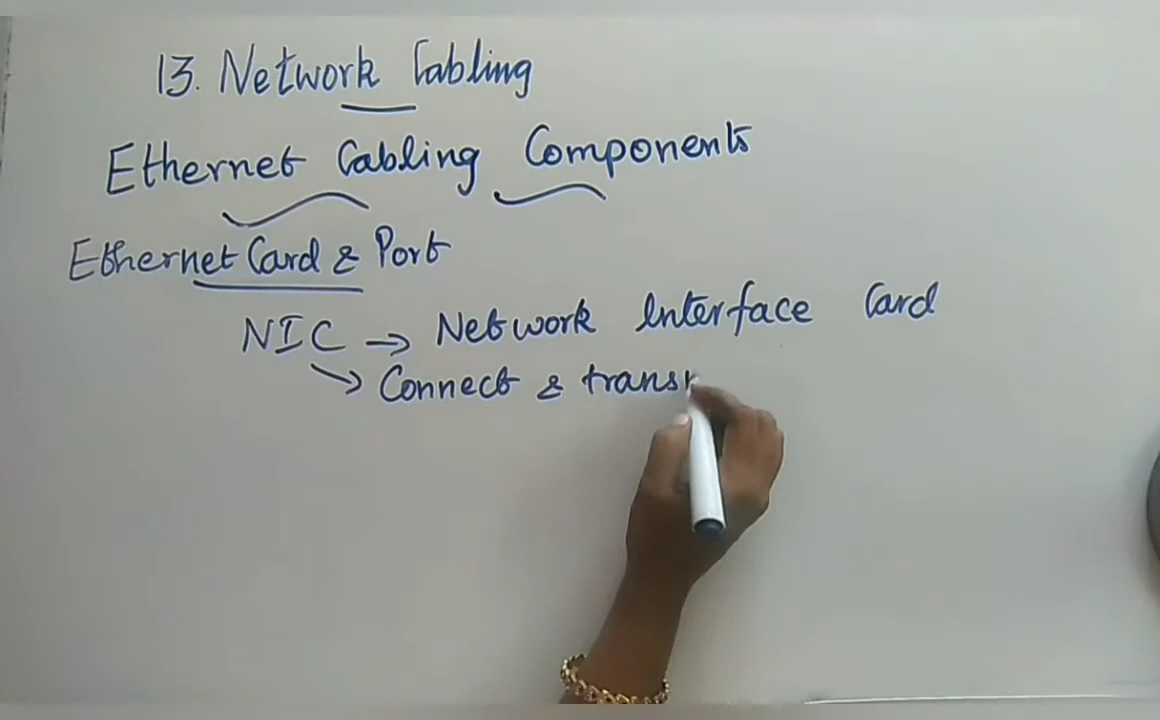 13. Network Cabling
Ethernet Cabling Components
Ethernet Card & Port
NIC → Network Interface Card
→ Connect & trans